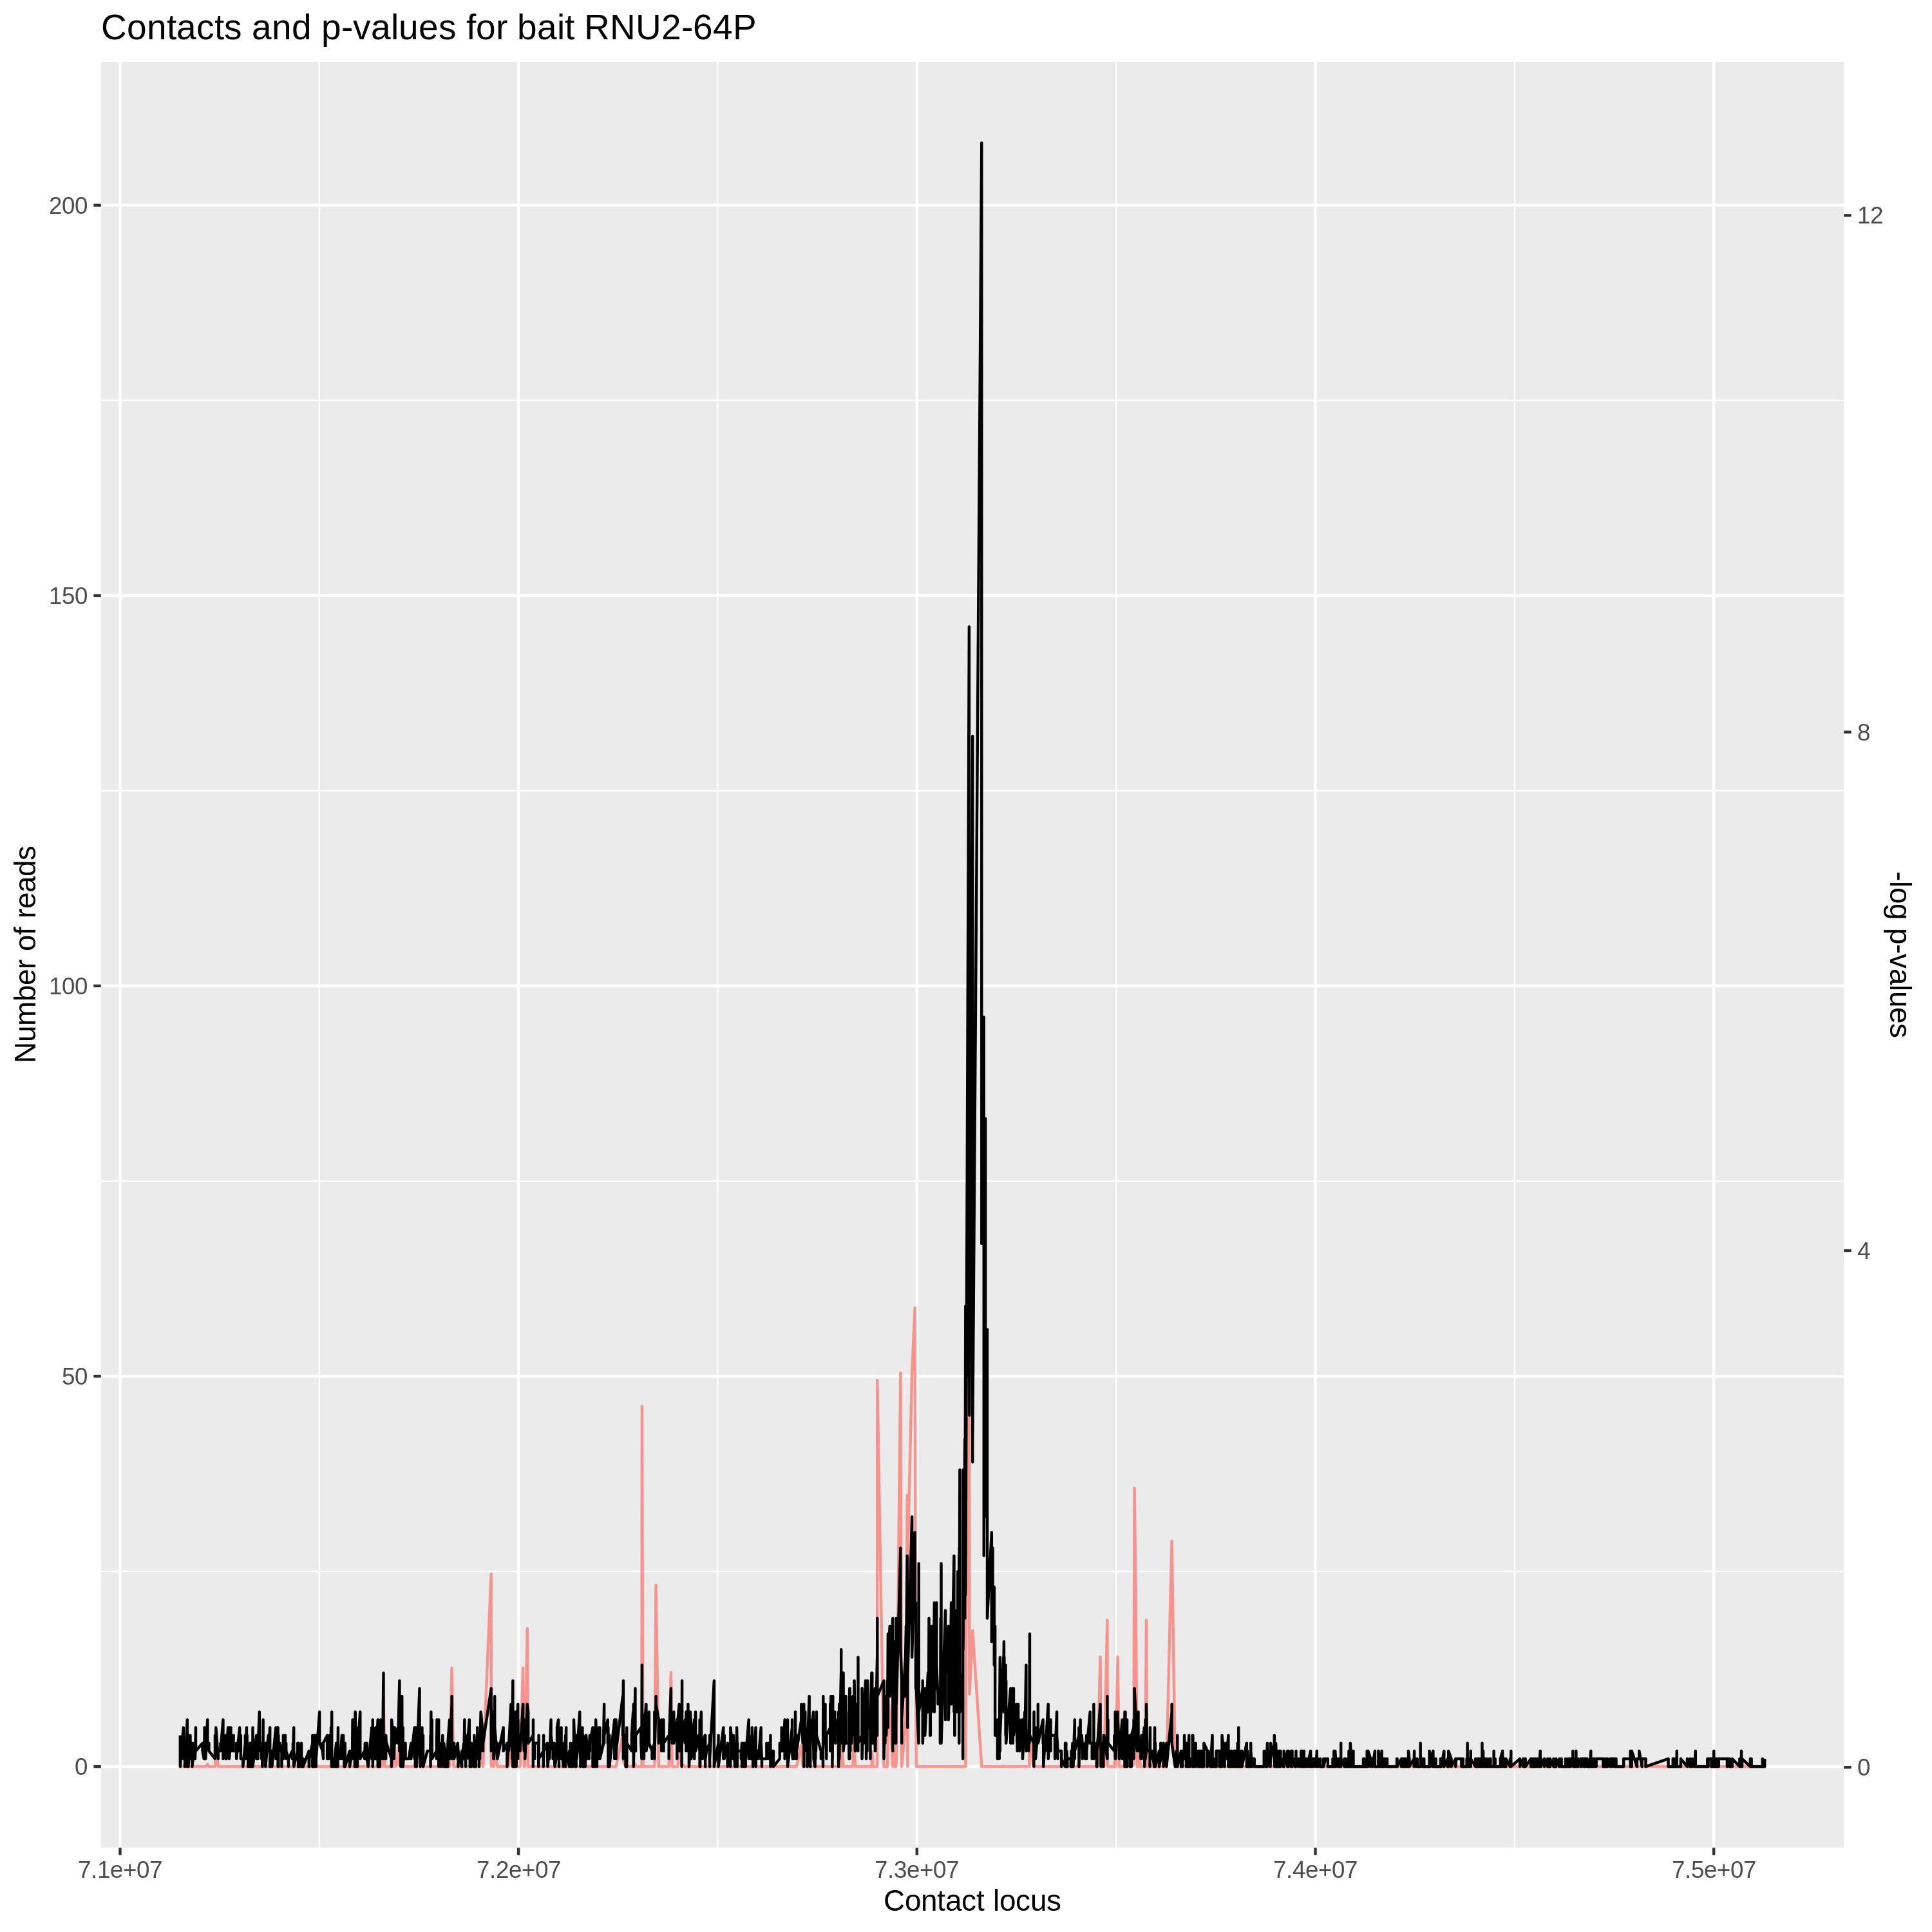 Contacts and p-values for bait RNU2-64P
200
150
100
50
0
Number of reads
12
8
4
0
-log p-values
7.1e+07
7.2e+07
7.3e+07
7.4e+07
7.5e+07
Contact locus